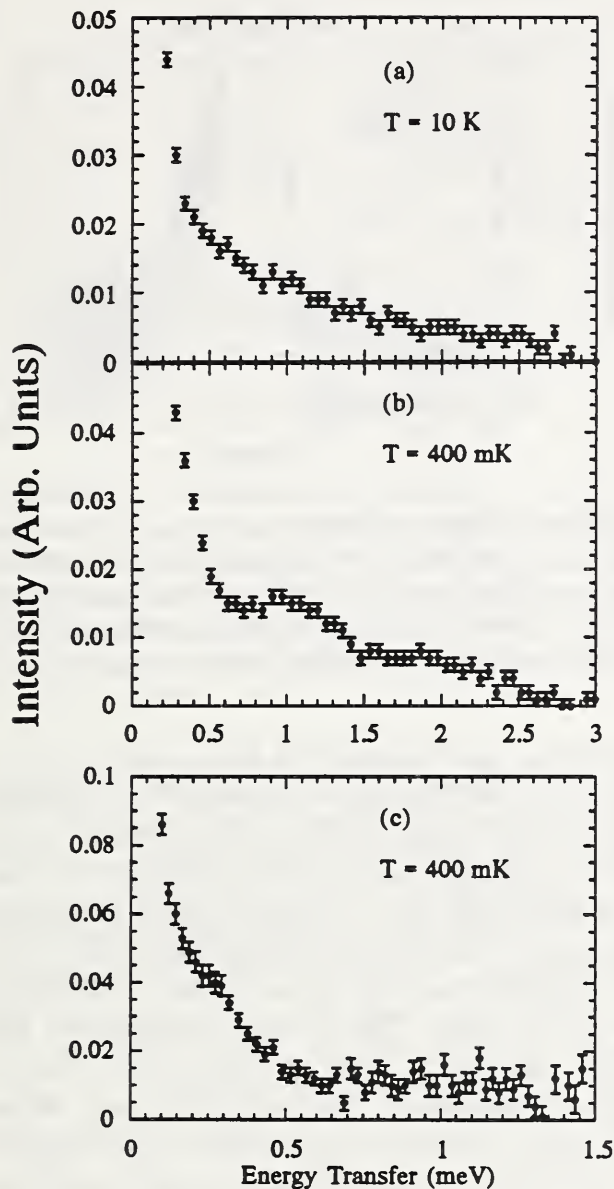 0.05
(a)
0.04
T = 10 K
0.03
0.02
0.01
0
(b)
0.04
T = 400 mK
0.03
0.02
0.01
0
0 0.5 1 1.5 2 2.5 3
Intensity (Arb. Units)
0.1
(c)
0.08
T = 400 mK
0.06
0.04
0.02
0
0 0.5 1 1.5
Energy Transfer (meV)